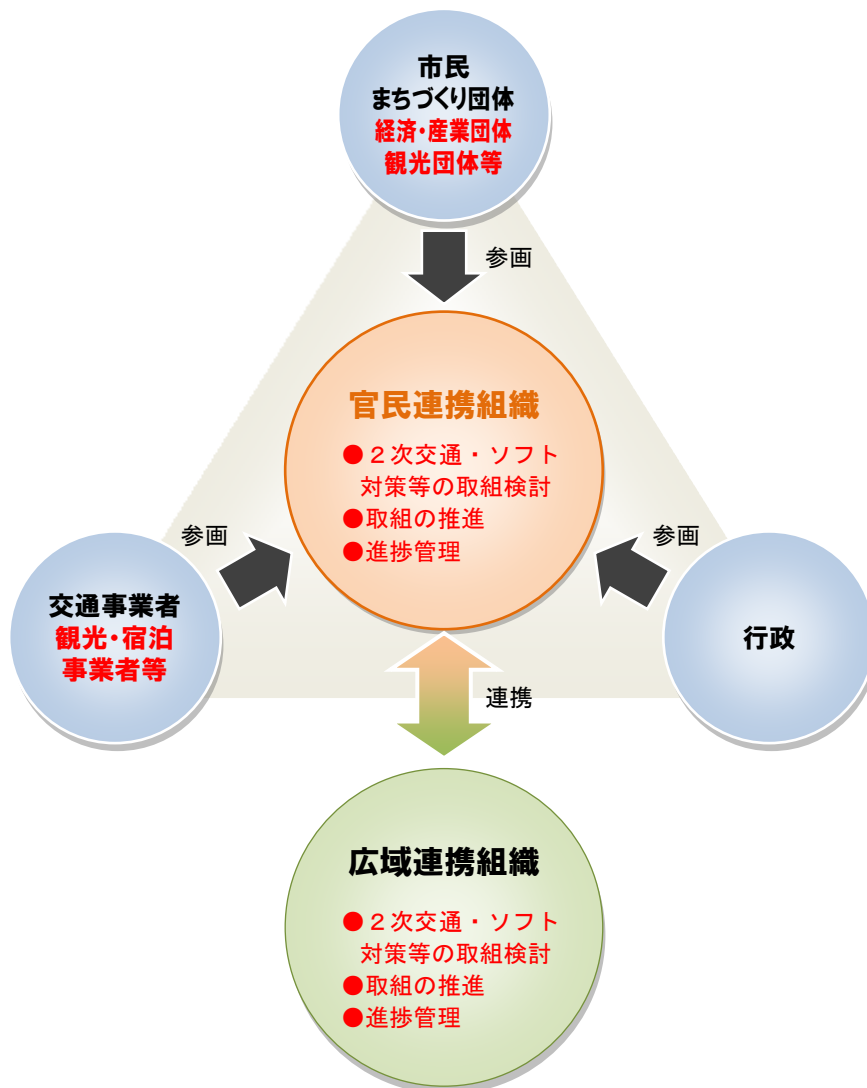 市民
まちづくり団体
経済・産業団体
観光団体等
参画
官民連携組織
●２次交通・ソフト
対策等の取組検討
●取組の推進
●進捗管理
参画
参画
交通事業者
観光・宿泊
事業者等
行政
連携
広域連携組織
●２次交通・ソフト
対策等の取組検討
●取組の推進
●進捗管理